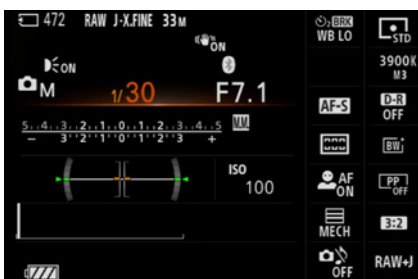 472 RAW J-X.FINE 33M
ON
ON
M 1/30 F7.1
5..4..3..2..1..0..1..2..3..4..5 M.M.
− 3 2 1 1 2 3 +
ISO
100
BRK
WB LO
AF-S
AF
ON
MECH
OFF
STD
3900K
M3
D-R
OFF
BW
PP
OFF
3:2
RAW+J